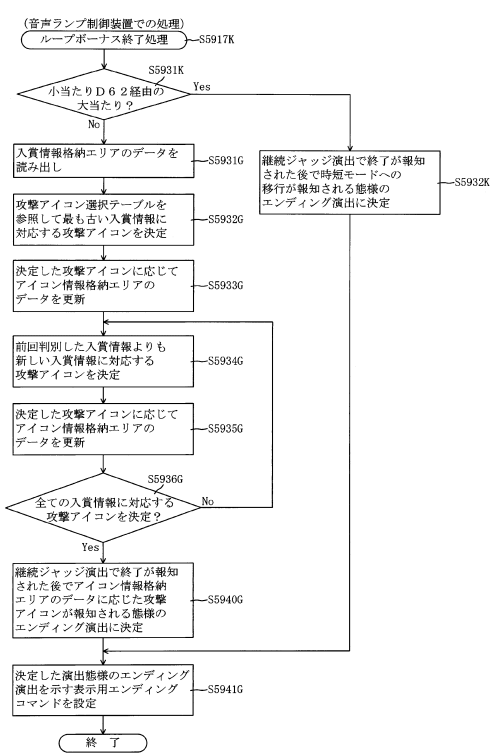 (音声ランプ制御装置での処理)
ループボーナス終了処理
S5917K
S5931K
小当たりD62経由の
大当たり?
Yes
No
入賞情報格納エリアのデータを
読み出し
S5931G
継続ジャッジ演出で終了が報知
された後で時短モードへの
移行が報知される態様の
エンディング演出に決定
S5932K
攻撃アイコン選択テーブルを
参照して最も古い入賞情報に
対応する攻撃アイコンを決定
S5932G
決定した攻撃アイコンに応じて
アイコン情報格納エリアの
データを更新
S5933G
前回判別した入賞情報よりも
新しい入賞情報に対応する
攻撃アイコンを決定
S5934G
決定した攻撃アイコンに応じて
アイコン情報格納エリアの
データを更新
S5935G
S5936G
全ての入賞情報に対応する
攻撃アイコンを決定?
No
Yes
継続ジャッジ演出で終了が報知
された後でアイコン情報格納
エリアのデータに応じた攻撃
アイコンが報知される態様の
エンディング演出に決定
S5940G
決定した演出態様のエンディング
演出を示す表示用エンディング
コマンドを設定
S5941G
終 了